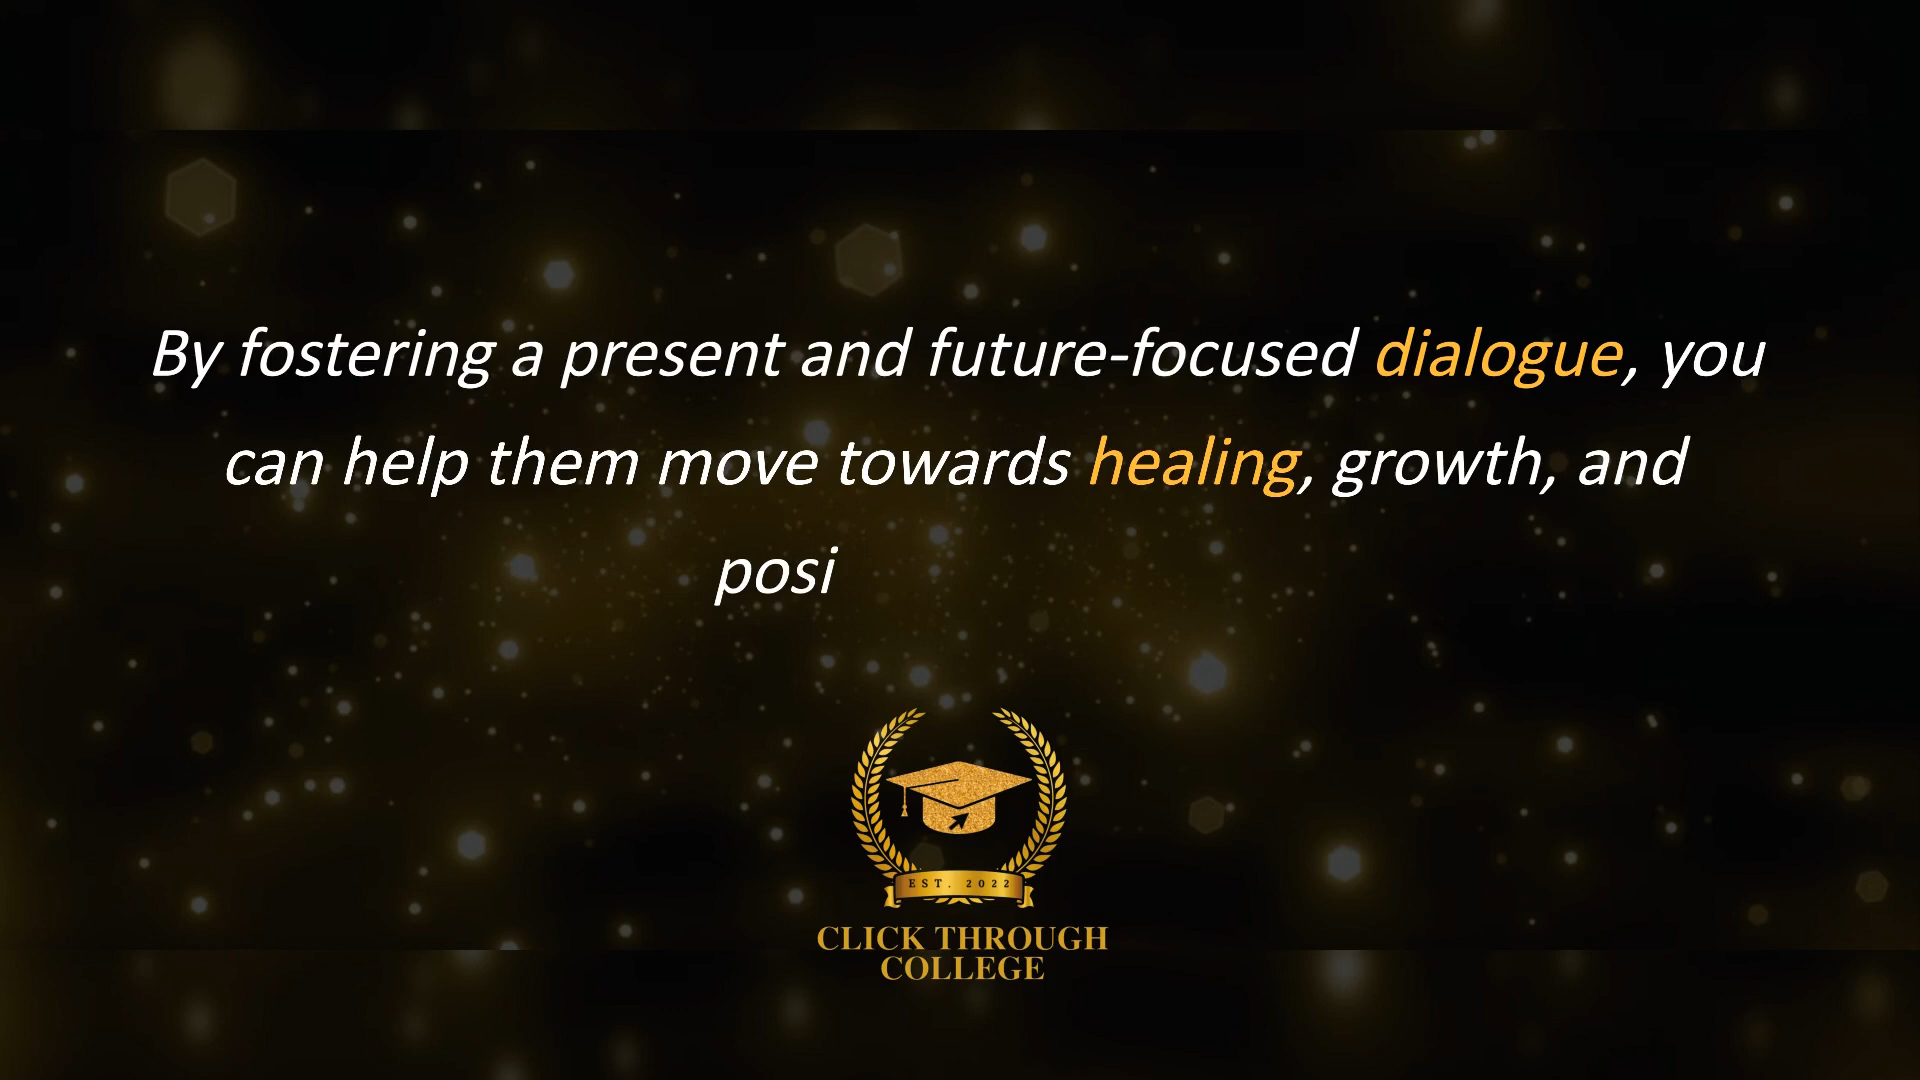 By fostering a present and future-focused dialogue, you
can help them move towards healing, growth, and
posi
EST. 2022
CLICK THROUGH
COLLEGE